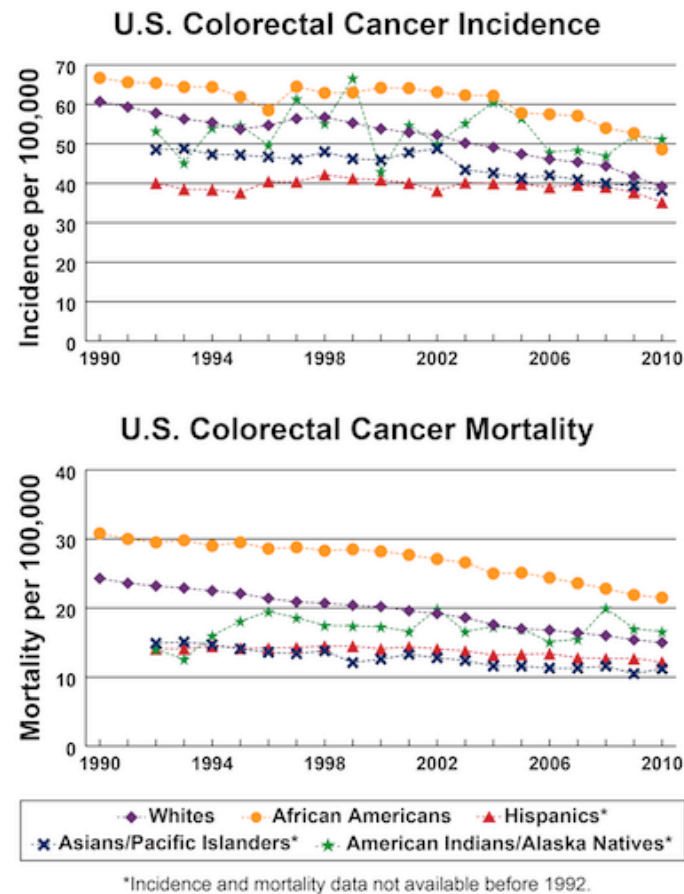 U.S. Colorectal Cancer Incidence
Incidence per 100,000
70
60
50
40
30
20
10
0
1990 1994 1998 2002 2006 2010
U.S. Colorectal Cancer Mortality
Mortality per 100,000
40
30
20
10
0
1990 1994 1998 2002 2006 2010
Whites African Americans Hispanics*
Asians/Pacific Islanders* American Indians/Alaska Natives*
*Incidence and mortality data not available before 1992.